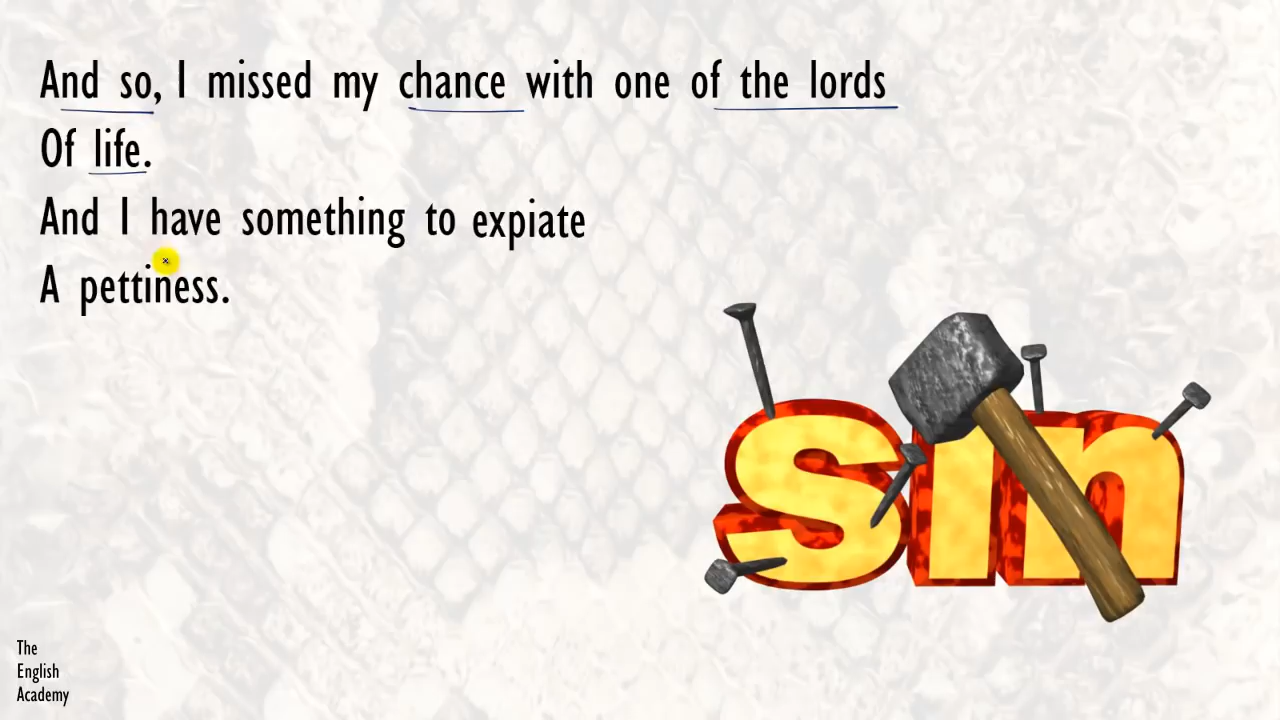 And so, I missed my chance with one of the lords
Of life.
And I have something to expiate
A pettiness.
sin
The
English
Academy